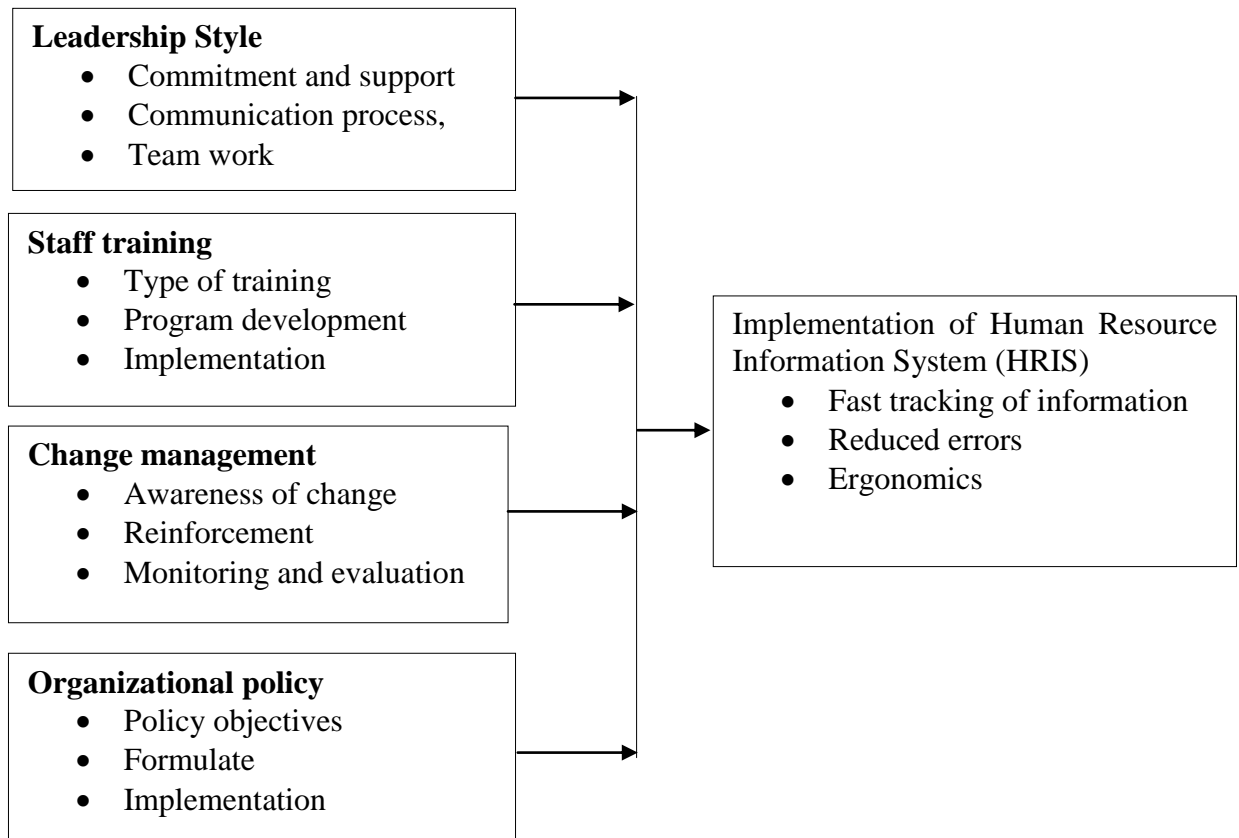 Leadership Style
• Commitment and support
• Communication process,
• Team work
Staff training
• Type of training
• Program development
• Implementation
Change management
• Awareness of change
• Reinforcement
• Monitoring and evaluation
Organizational policy
• Policy objectives
• Formulate
• Implementation
Implementation of Human Resource
Information System (HRIS)
• Fast tracking of information
• Reduced errors
• Ergonomics